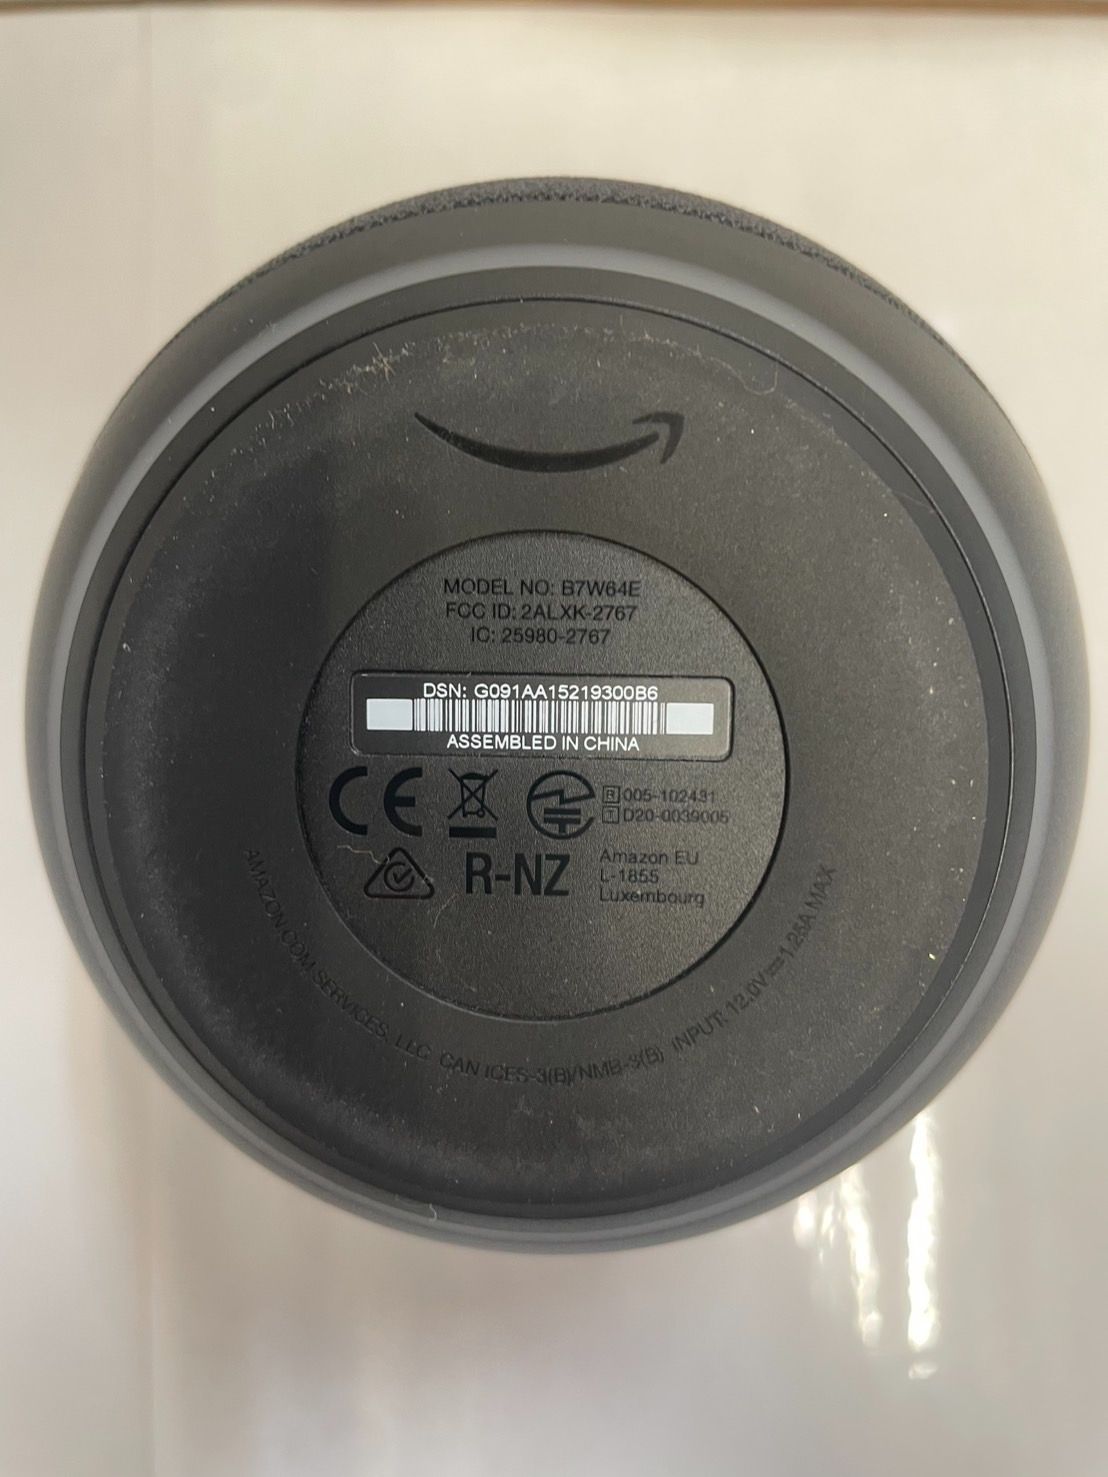 MODEL NO: B7W64E
FCC ID: 2ALXK-2767
IC: 25980-2767
DSN: G091AA15219300B6
ASSEMBLED IN CHINA
CE
R 005-102431
T D20-0039005
R-NZ
Amazon EU
L-1855
Luxembourg
AMAZON.COM SERVICES, LLC CAN ICES-3(B)/NMB-3(B) INPUT: 12.0V⎓1.25A MAX